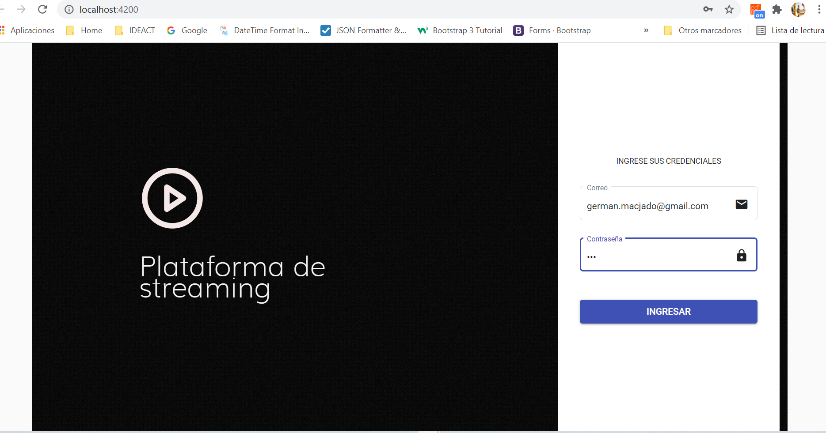 localhost:4200
on
Aplicaciones Home IDEACT Google DateTime Format In... JSON Formatter &... Bootstrap 3 Tutorial B Forms · Bootstrap » Otros marcadores Lista de lectura
INGRESE SUS CREDENCIALES
Correo
german.macjado@gmail.com
Contraseña
•••
Plataforma de
streaming
INGRESAR